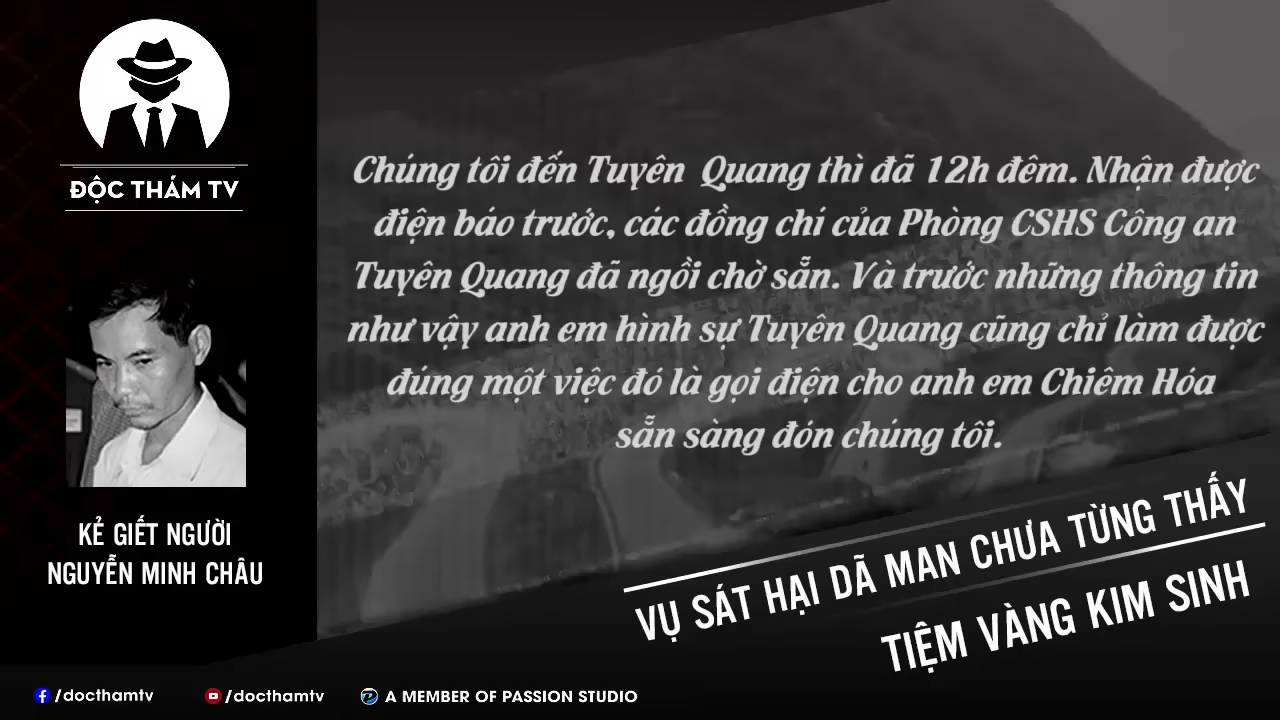 ĐỘC THÁM TV
KẺ GIẾT NGƯỜI
NGUYỄN MINH CHÂU
Chúng tôi đến Tuyên Quang thì đã 12h đêm. Nhận được
điện báo trước, các đồng chí của Phòng CSHS Công an
Tuyên Quang đã ngồi chờ sẵn. Và trước những thông tin
như vậy anh em hình sự Tuyên Quang cũng chỉ làm được
đúng một việc đó là gọi điện cho anh em Chiêm Hóa
sẵn sàng đón chúng tôi.
VỤ SÁT HẠI DÃ MAN CHƯA TỪNG THẤY
TIỆM VÀNG KIM SINH
/docthamtv
/docthamtv
A MEMBER OF PASSION STUDIO